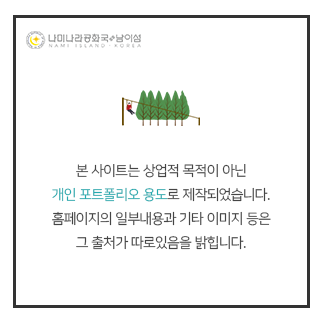 나미나라공화국 남이섬
NAMI ISLAND · KOREA
본 사이트는 상업적 목적이 아닌
개인 포트폴리오 용도로 제작되었습니다.
홈페이지의 일부내용과 기타 이미지 등은
그 출처가 따로있음을 밝힙니다.